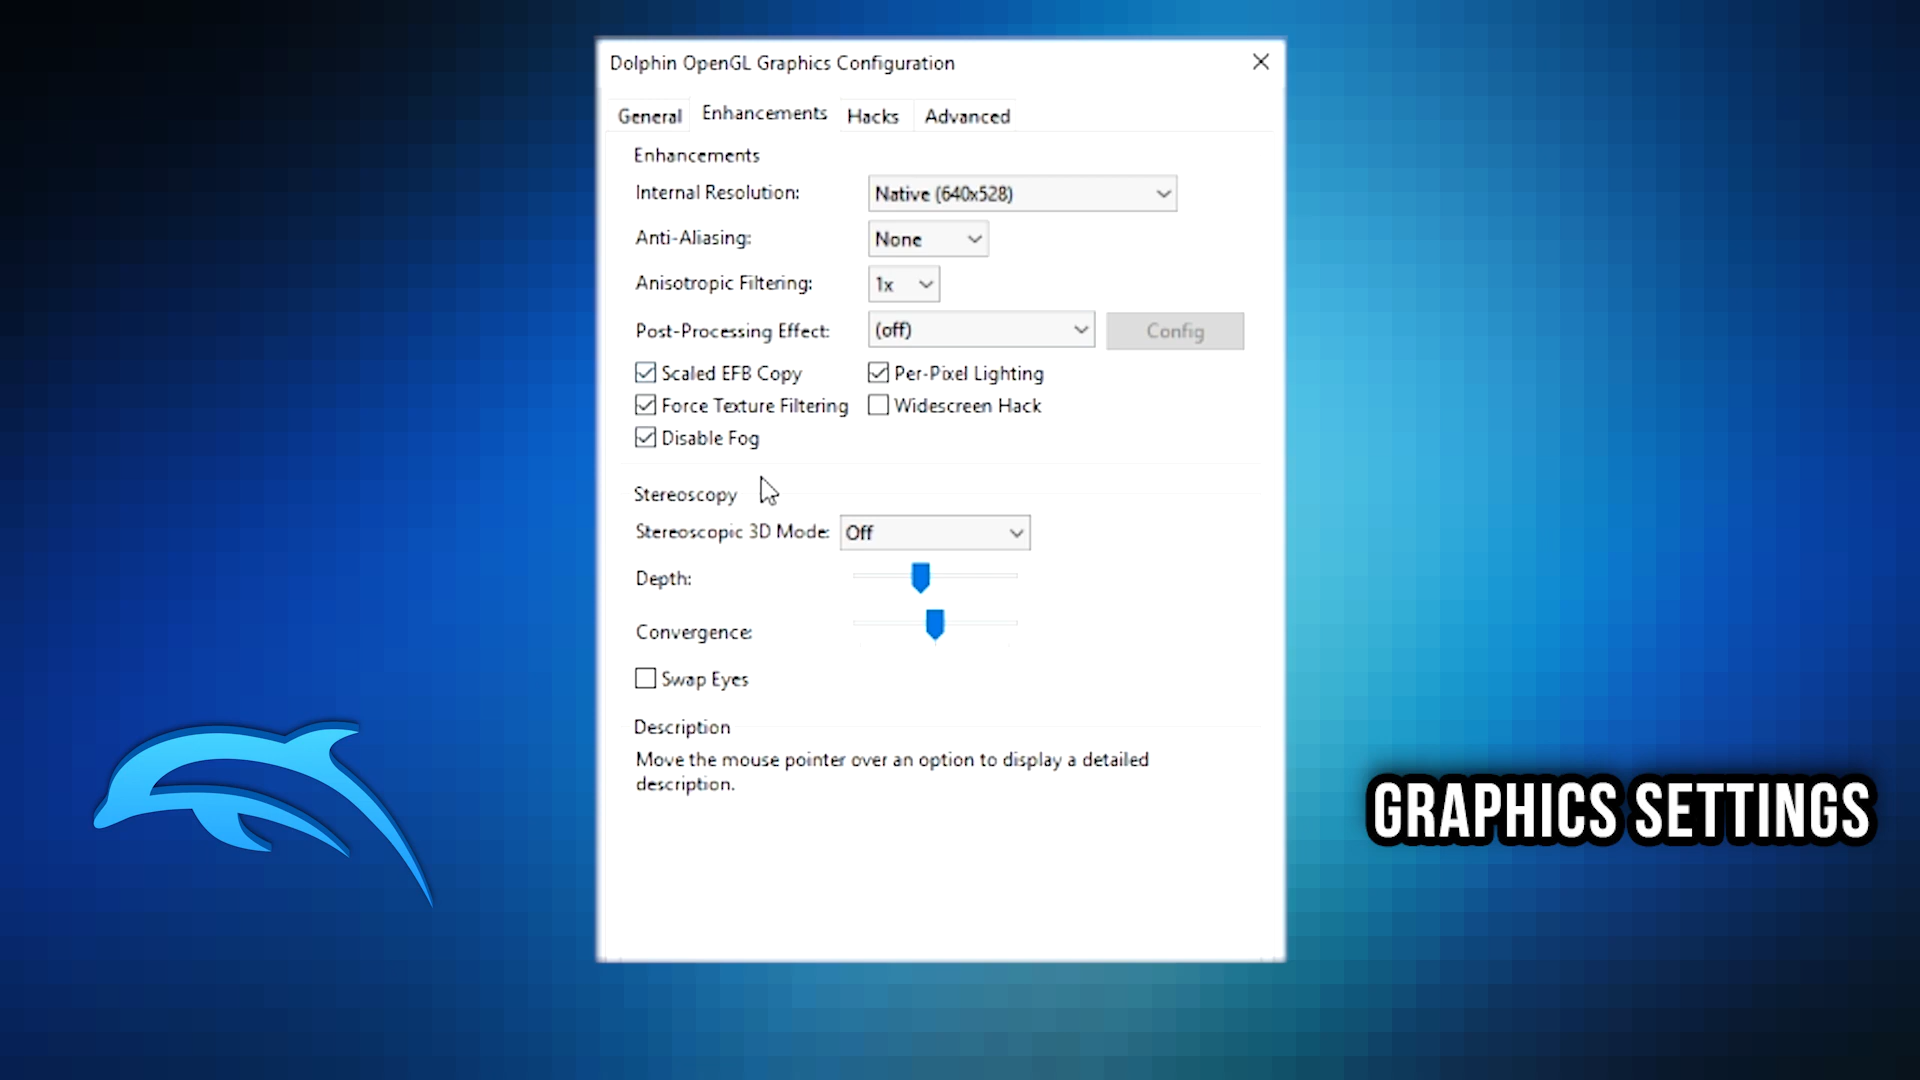 Dolphin OpenGL Graphics Configuration
General Enhancements Hacks Advanced
Enhancements
Internal Resolution: Native (640x528)
Anti-Aliasing: None
Anisotropic Filtering: 1x
Post-Processing Effect: (off) Config
Scaled EFB Copy Per-Pixel Lighting
Force Texture Filtering Widescreen Hack
Disable Fog
Stereoscopy
Stereoscopic 3D Mode: Off
Depth:
Convergence:
Swap Eyes
Description
Move the mouse pointer over an option to display a detailed
description.
GRAPHICS SETTINGS